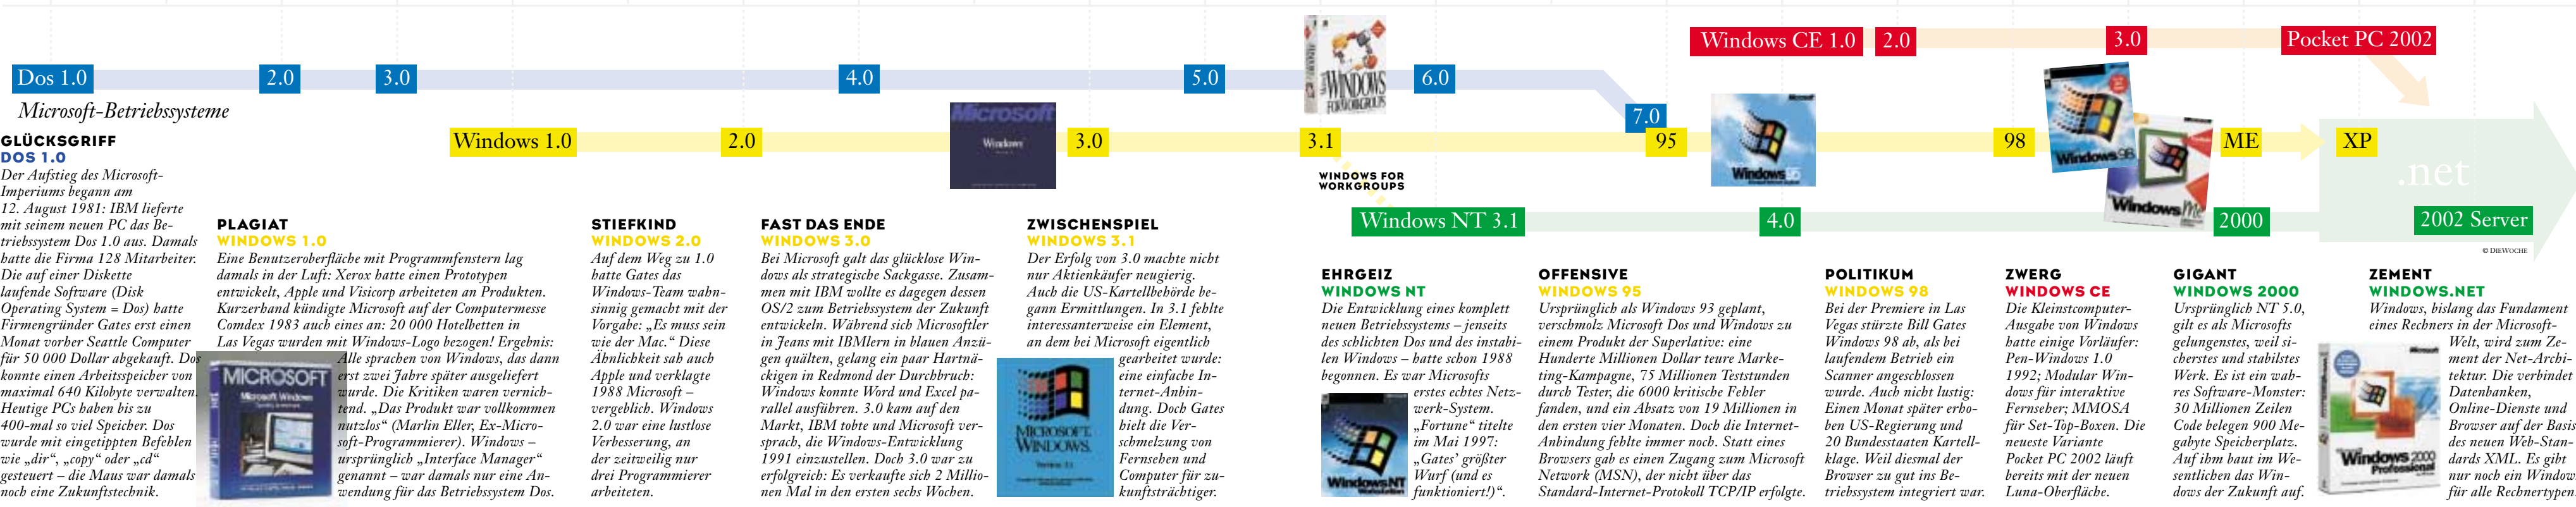 Windows CE 1.0 2.0 3.0 Pocket PC 2002
Dos 1.0 2.0 3.0 4.0 5.0 6.0
7.0
Microsoft-Betriebssysteme
Windows 1.0 2.0 3.0 3.1 95 98 ME XP
.net
WINDOWS FOR
WORKGROUPS
Windows NT 3.1 4.0 2000 2002 Server
© DIEWOCHE
GLÜCKSGRIFF
DOS 1.0
Der Aufstieg des Microsoft-
Imperiums begann am
12. August 1981: IBM lieferte
mit seinem neuen PC das Be-
triebssystem Dos 1.0 aus. Damals
hatte die Firma 128 Mitarbeiter.
Die auf einer Diskette
laufende Software (Disk
Operating System = Dos) hatte
Firmengründer Gates erst einen
Monat vorher Seattle Computer
für 50 000 Dollar abgekauft. Dos
konnte einen Arbeitsspeicher von
maximal 640 Kilobyte verwalten.
Heutige PCs haben bis zu
400-mal so viel Speicher. Dos
wurde mit eingetippten Befehlen
wie „dir“, „copy“ oder „cd“
gesteuert – die Maus war damals
noch eine Zukunftstechnik.
PLAGIAT
WINDOWS 1.0
Eine Benutzeroberfläche mit Programmfenstern lag
damals in der Luft: Xerox hatte einen Prototypen
entwickelt, Apple und Visicorp arbeiteten an Produkten.
Kurzerhand kündigte Microsoft auf der Computermesse
Comdex 1983 auch eines an: 20 000 Hotelbetten in
Las Vegas wurden mit Windows-Logo bezogen! Ergebnis:
Alle sprachen von Windows, das dann
erst zwei Jahre später ausgeliefert
wurde. Die Kritiken waren vernich-
tend. „Das Produkt war vollkommen
nutzlos“ (Marlin Eller, Ex-Micro-
soft-Programmierer). Windows –
ursprünglich „Interface Manager“
genannt – war damals nur eine An-
wendung für das Betriebssystem Dos.
MICROSOFT
Microsoft Windows
STIEFKIND
WINDOWS 2.0
Auf dem Weg zu 1.0
hatte Gates das
Windows-Team wahn-
sinnig gemacht mit der
Vorgabe: „Es muss sein
wie der Mac.“ Diese
Ähnlichkeit sah auch
Apple und verklagte
1988 Microsoft –
vergeblich. Windows
2.0 war eine lustlose
Verbesserung, an
der zeitweilig nur
drei Programmierer
arbeiteten.
FAST DAS ENDE
WINDOWS 3.0
Bei Microsoft galt das glücklose Win-
dows als strategische Sackgasse. Zusam-
men mit IBM wollte es dagegen dessen
OS/2 zum Betriebssystem der Zukunft
entwickeln. Während sich Microsoftler
in Jeans mit IBMlern in blauen Anzü-
gen quälten, gelang ein paar Hartnä-
ckigen in Redmond der Durchbruch:
Windows konnte Word und Excel pa-
rallel ausführen. 3.0 kam auf den
Markt, IBM tobte und Microsoft ver-
sprach, die Windows-Entwicklung
1991 einzustellen. Doch 3.0 war zu
erfolgreich: Es verkaufte sich 2 Millio-
nen Mal in den ersten sechs Wochen.
Microsoft
Windows
ZWISCHENSPIEL
WINDOWS 3.1
Der Erfolg von 3.0 machte nicht
nur Aktienkäufer neugierig.
Auch die US-Kartellbehörde be-
gann Ermittlungen. In 3.1 fehlte
interessanterweise ein Element,
an dem bei Microsoft eigentlich
gearbeitet wurde:
eine einfache In-
ternet-Anbin-
dung. Doch Gates
hielt die Ver-
schmelzung von
Fernsehen und
Computer für zu-
kunftsträchtiger.
MICROSOFT
WINDOWS
Version 3.1
WINDOWS
FOR WORKGROUPS
EHRGEIZ
WINDOWS NT
Die Entwicklung eines komplett
neuen Betriebssystems – jenseits
des schlichten Dos und des instabi-
len Windows – hatte schon 1988
begonnen. Es war Microsofts
erstes echtes Netz-
werk-System.
„Fortune“ titelte
im Mai 1997:
„Gates’ größter
Wurf (und es
funktioniert!)“.
Windows NT
Workstation
OFFENSIVE
WINDOWS 95
Ursprünglich als Windows 93 geplant,
verschmolz Microsoft Dos und Windows zu
einem Produkt der Superlative: eine
Hunderte Millionen Dollar teure Marke-
ting-Kampagne, 75 Millionen Teststunden
durch Tester, die 6000 kritische Fehler
fanden, und ein Absatz von 19 Millionen in
den ersten vier Monaten. Doch die Internet-
Anbindung fehlte immer noch. Statt eines
Browsers gab es einen Zugang zum Microsoft
Network (MSN), der nicht über das
Standard-Internet-Protokoll TCP/IP erfolgte.
Microsoft
Windows 95
POLITIKUM
WINDOWS 98
Bei der Premiere in Las
Vegas stürzte Bill Gates
Windows 98 ab, als bei
laufendem Betrieb ein
Scanner angeschlossen
wurde. Auch nicht lustig:
Einen Monat später erho-
ben US-Regierung und
20 Bundesstaaten Kartell-
klage. Weil diesmal der
Browser zu gut ins Be-
triebssystem integriert war.
Windows 98
Windows Me
ZWERG
WINDOWS CE
Die Kleinstcomputer-
Ausgabe von Windows
hatte einige Vorläufer:
Pen-Windows 1.0
1992; Modular Win-
dows für interaktive
Fernseher; MMOSA
für Set-Top-Boxen. Die
neueste Variante
Pocket PC 2002 läuft
bereits mit der neuen
Luna-Oberfläche.
GIGANT
WINDOWS 2000
Ursprünglich NT 5.0,
gilt es als Microsofts
gelungenstes, weil si-
cherstes und stabilstes
Werk. Es ist ein wah-
res Software-Monster:
30 Millionen Zeilen
Code belegen 900 Me-
gabyte Speicherplatz.
Auf ihm baut im We-
sentlichen das Win-
dows der Zukunft auf.
ZEMENT
WINDOWS.NET
Windows, bislang das Fundament
eines Rechners in der Microsoft-
Welt, wird zum Ze-
ment der Net-Archi-
tektur. Die verbindet
Datenbanken,
Online-Dienste und
Browser auf der Basis
des neuen Web-Stan-
dards XML. Es gibt
nur noch ein Window
für alle Rechnertypen
Microsoft
Windows 2000
Professional